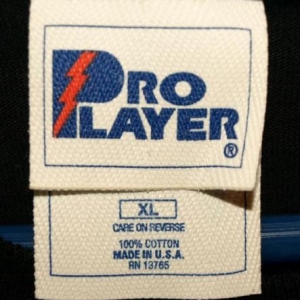 PRO
PLAYER
®
XL
CARE ON REVERSE
100% COTTON
MADE IN U.S.A.
RN 13765